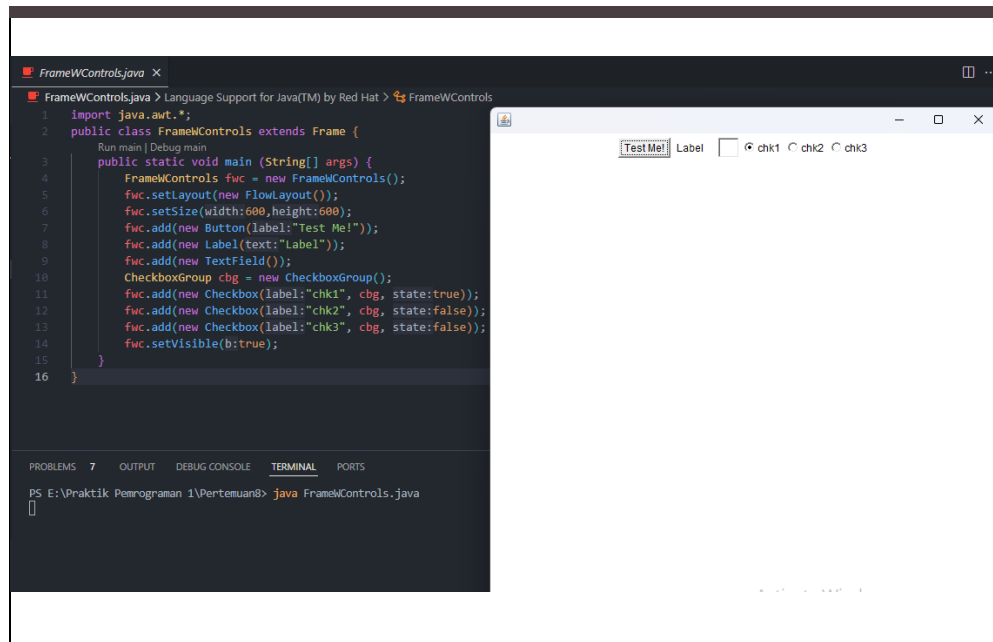 FrameWControls.java ×
FrameWControls.java > Language Support for Java(TM) by Red Hat > FrameWControls
1 import java.awt.*;
2 public class FrameWControls extends Frame {
Run main | Debug main
3 public static void main (String[] args) {
4 FrameWControls fwc = new FrameWControls();
5 fwc.setLayout(new FlowLayout());
6 fwc.setSize(width:600,height:600);
7 fwc.add(new Button(label:"Test Me!"));
8 fwc.add(new Label(text:"Label"));
9 fwc.add(new TextField());
10 CheckboxGroup cbg = new CheckboxGroup();
11 fwc.add(new Checkbox(label:"chk1", cbg, state:true));
12 fwc.add(new Checkbox(label:"chk2", cbg, state:false));
13 fwc.add(new Checkbox(label:"chk3", cbg, state:false));
14 fwc.setVisible(b:true);
15 }
16 }
PROBLEMS 7 OUTPUT DEBUG CONSOLE TERMINAL PORTS
PS E:\Praktik Pemrograman 1\Pertemuan8> java FrameWControls.java
Test Me! Label chk1 chk2 chk3